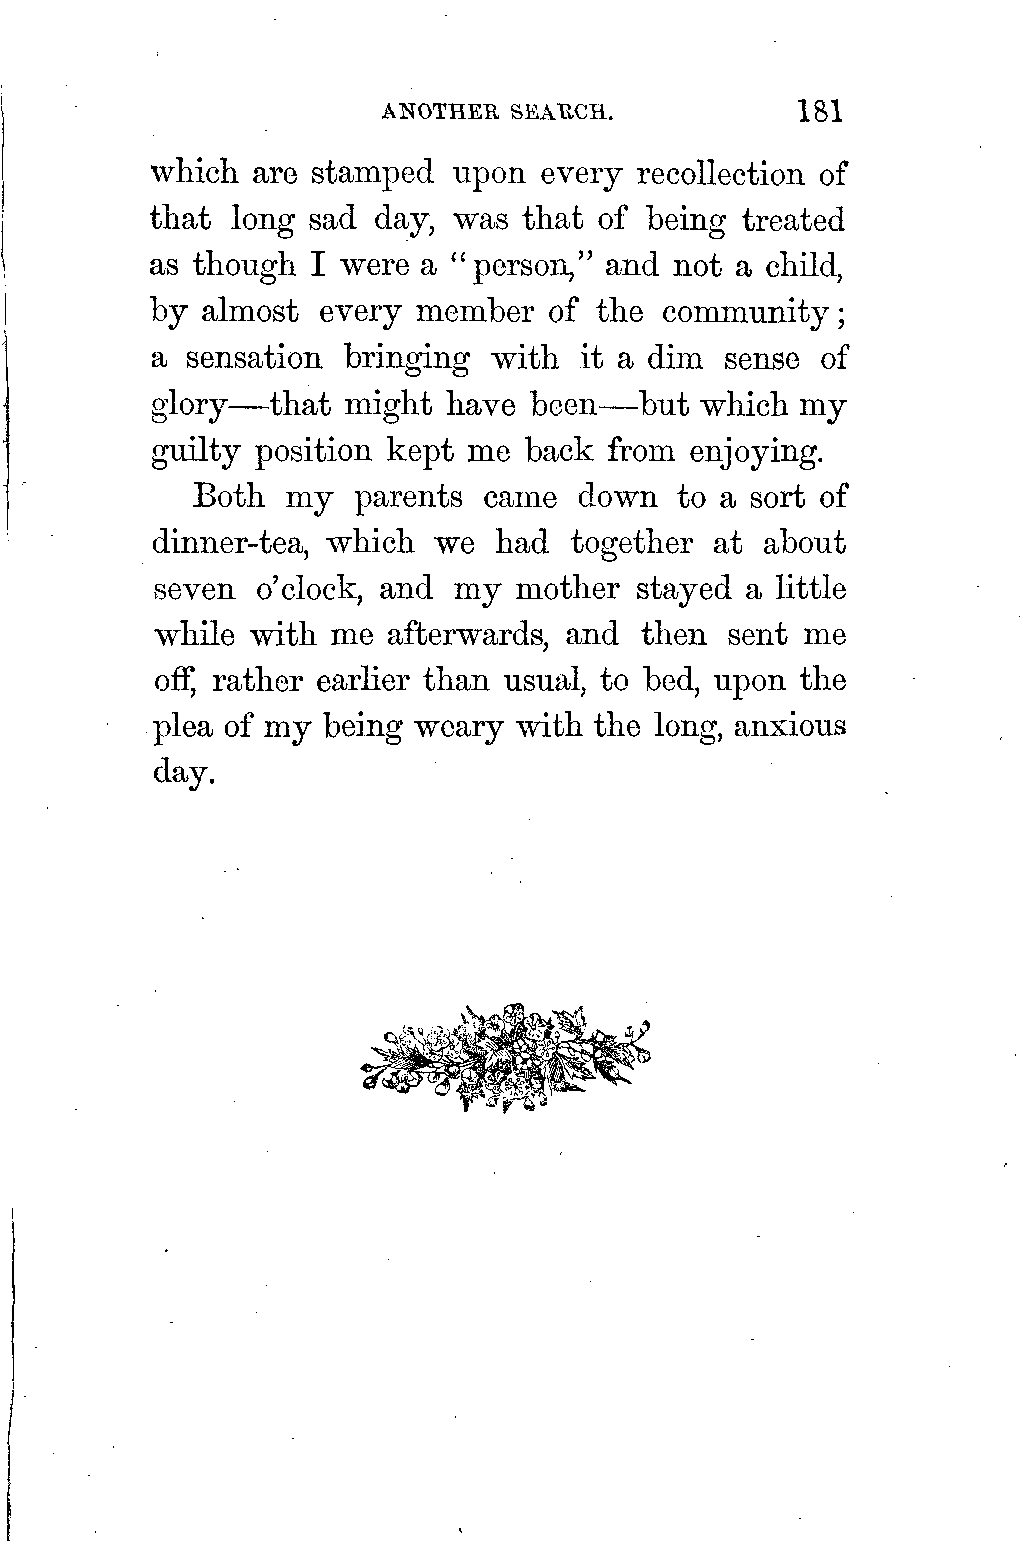 ANOTHER SEARCH. 181
which are stamped upon every recollection of
that long sad day, was that of being treated
as though I were a “person,” and not a child,
by almost every member of the community;
a sensation bringing with it a dim sense of
glory—that might have been—but which my
guilty position kept me back from enjoying.
Both my parents came down to a sort of
dinner-tea, which we had together at about
seven o’clock, and my mother stayed a little
while with me afterwards, and then sent me
off, rather earlier than usual, to bed, upon the
plea of my being weary with the long, anxious
day.